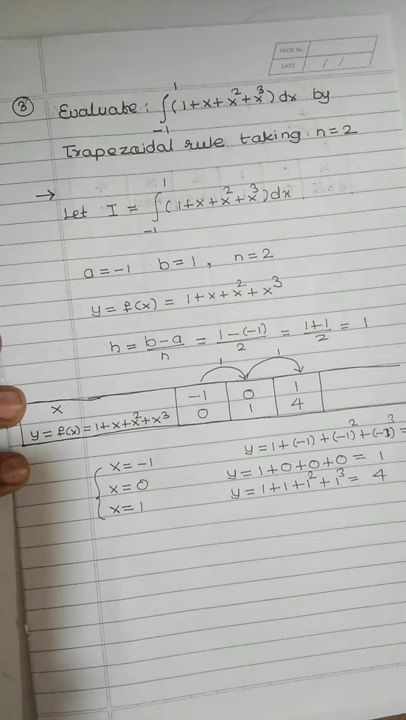 PAGE No.
DATE / /
③ Evaluate: ∫₋₁¹ (1+x+x²+x³) dx by
Trapezoidal rule taking n=2
→ Let I = ∫₋₁¹ (1+x+x²+x³) dx
a=-1 b=1, n=2
y = f(x) = 1+x+x²+x³
h = b-a/n = 1-(-1)/2 = 1+1/2 = 1
1 1
x -1 0 1
y = f(x) = 1+x+x²+x³ 0 1 4
x=-1 y = 1+(-1)+(-1)²+(-1)³ =
x=0 y = 1+0+0+0 = 1
x=1 y = 1+1+1²+1³ = 4